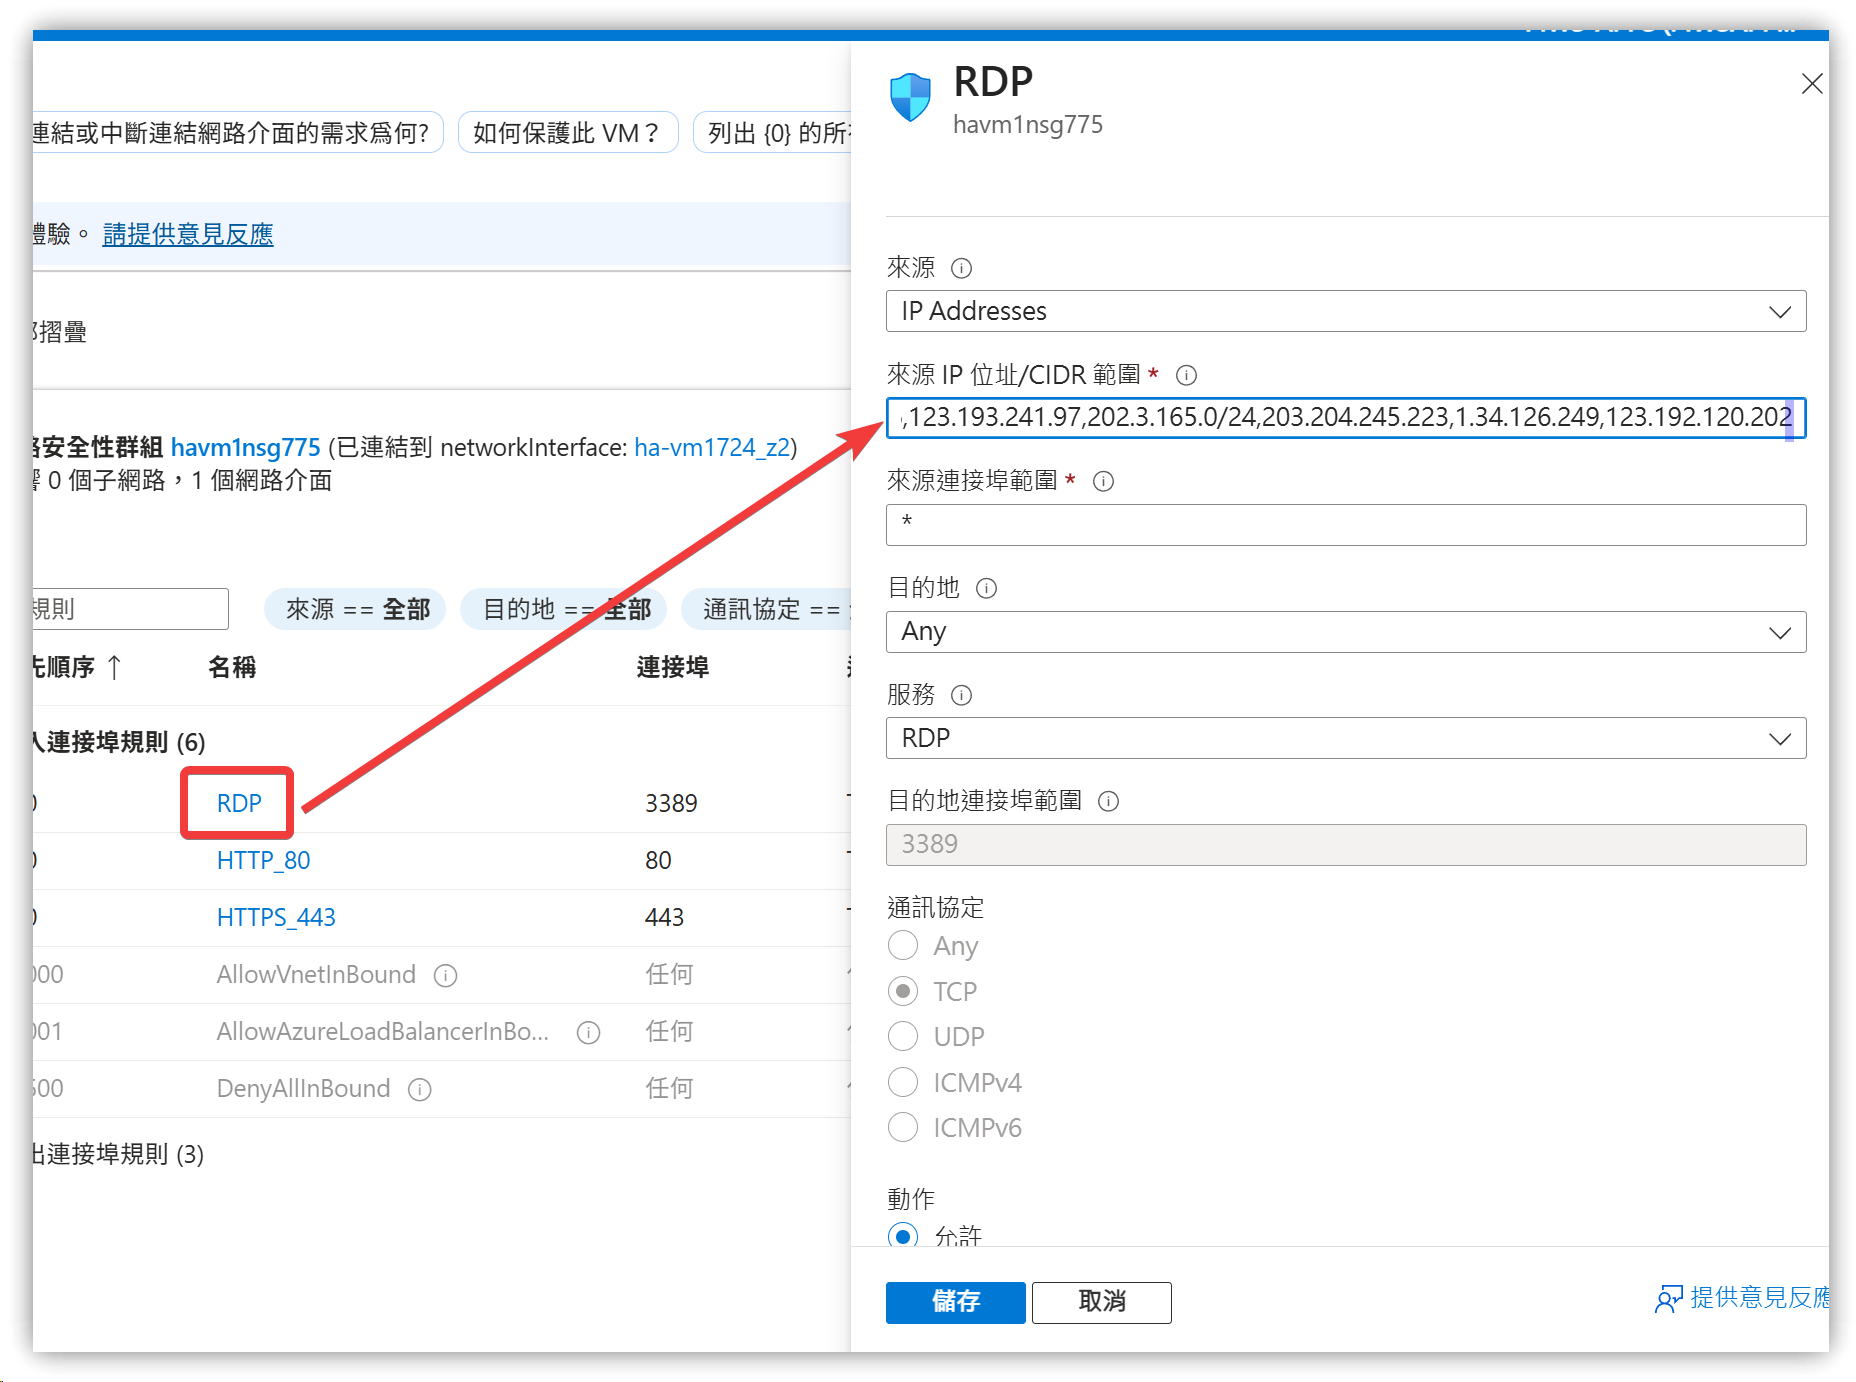 連結或中斷連結網路介面的需求為何?
如何保護此 VM？
列出 {0} 的所
體驗。 請提供意見反應
摺疊
安全性群組 havm1nsg775 (已連結到 networkInterface: ha-vm1724_z2)
響 0 個子網路，1 個網路介面
規則
來源 == 全部
目的地 == 全部
通訊協定 ==
先順序 ↑ 名稱 連接埠
入連接埠規則 (6)
0 RDP 3389
0 HTTP_80 80
0 HTTPS_443 443
000 AllowVnetInBound 任何
001 AllowAzureLoadBalancerInBo... 任何
500 DenyAllInBound 任何
出連接埠規則 (3)
RDP
havm1nsg775
來源
IP Addresses
來源 IP 位址/CIDR 範圍 *
,123.193.241.97,202.3.165.0/24,203.204.245.223,1.34.126.249,123.192.120.202
來源連接埠範圍 *
*
目的地
Any
服務
RDP
目的地連接埠範圍
3389
通訊協定
Any
TCP
UDP
ICMPv4
ICMPv6
動作
允許
儲存
取消
提供意見反應